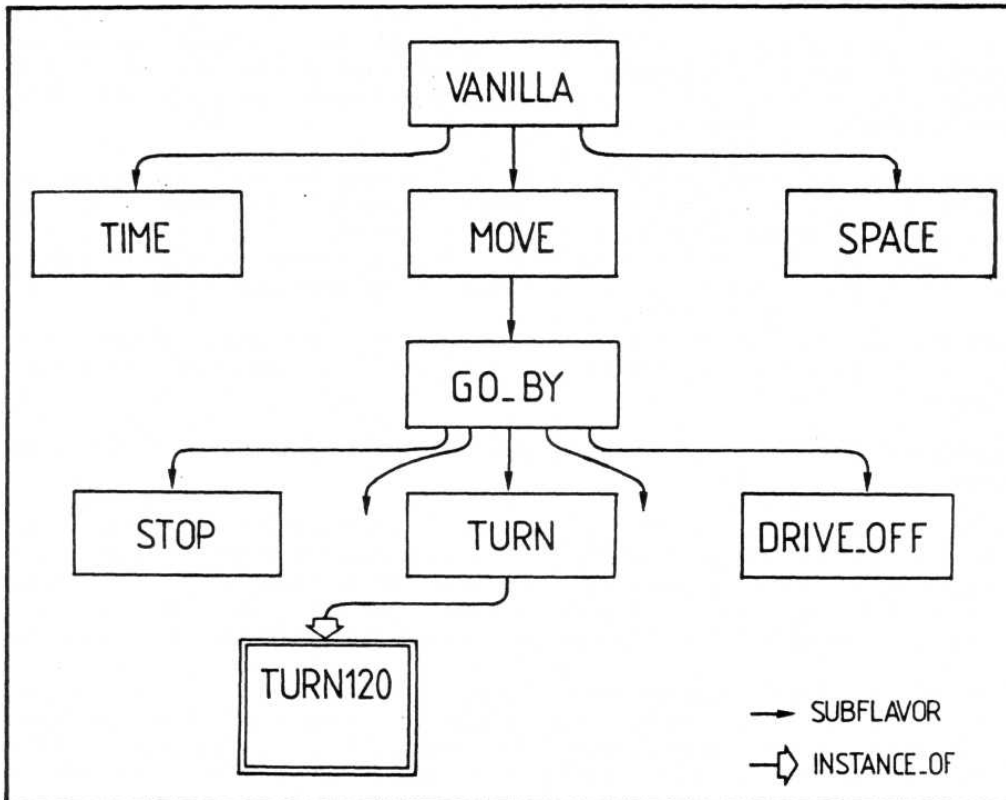 VANILLA
TIME
MOVE
SPACE
GO_BY
STOP
TURN
DRIVE_OFF
TURN120
SUBFLAVOR
INSTANCE_OF